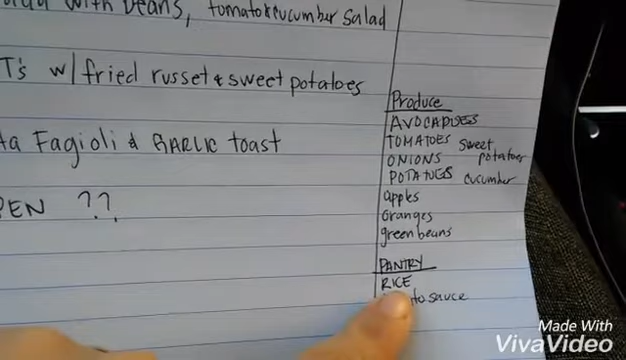 with beans, tomato & cucumber salad
T's w/ fried russet & sweet potatoes
Fagioli & GARLIC toast
??
Produce
AVOCADOES
TOMATOES sweet potatoes
ONIONS
POTATOES cucumber
apples
oranges
green beans
PANTRY
RICE
sauce
Made With
VivaVideo